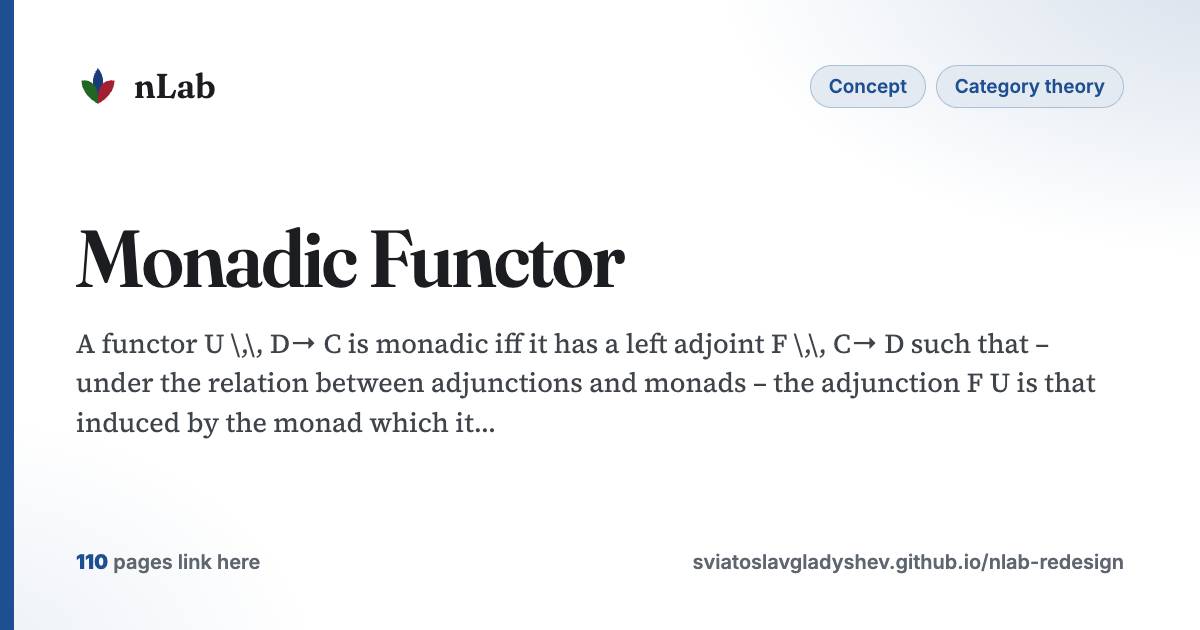 nLab
Concept
Category theory
Monadic Functor
A functor U \,\, D→ C is monadic iff it has a left adjoint F \,\, C→ D such that –
under the relation between adjunctions and monads – the adjunction F U is that
induced by the monad which it...
110 pages link here
sviatoslavgladyshev.github.io/nlab-redesign